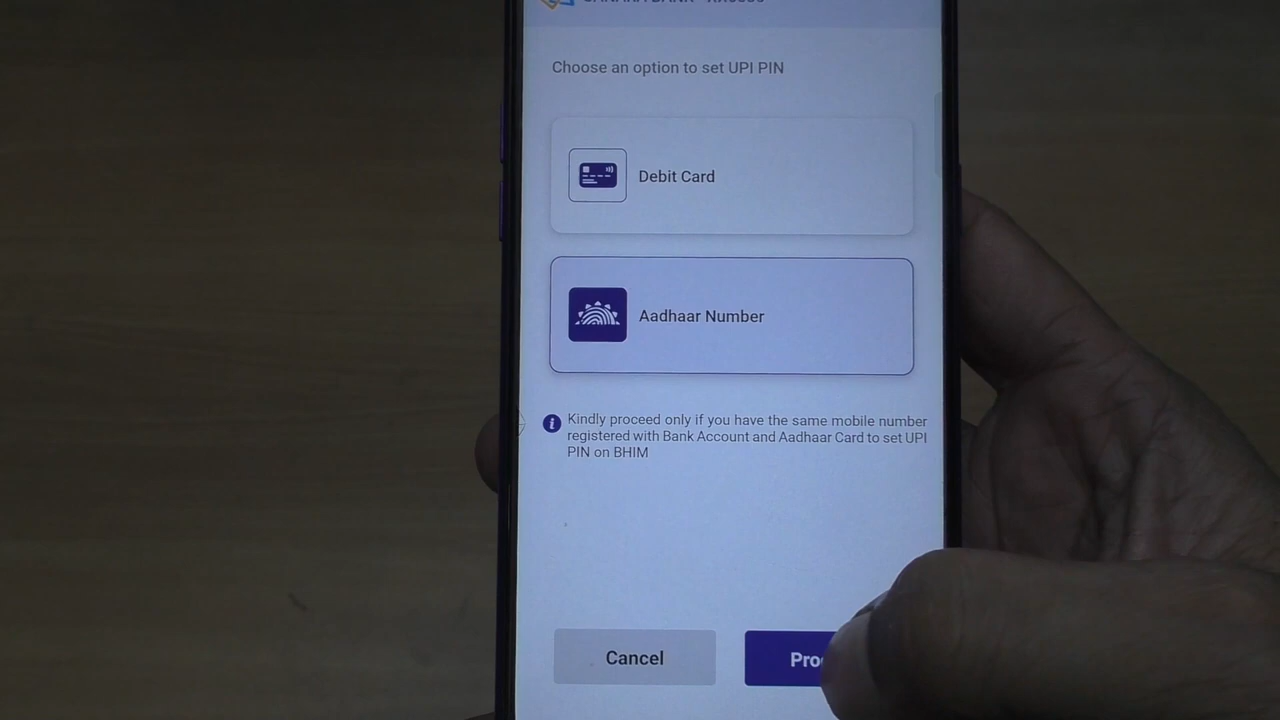 Choose an option to set UPI PIN
Debit Card
Aadhaar Number
i
Kindly proceed only if you have the same mobile number
registered with Bank Account and Aadhaar Card to set UPI
PIN on BHIM
Cancel